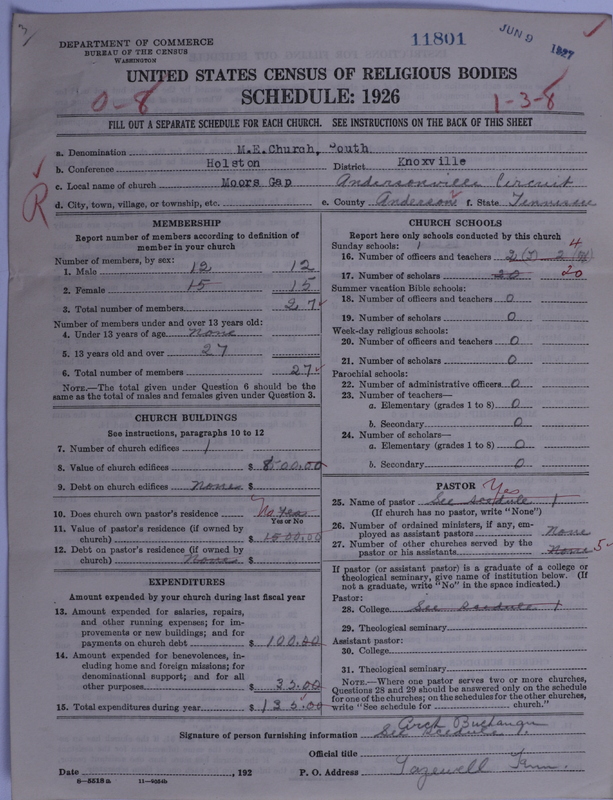 DEPARTMENT OF COMMERCE
BUREAU OF THE CENSUS
WASHINGTON
11801
JUN 9 1927
UNITED STATES CENSUS OF RELIGIOUS BODIES
SCHEDULE: 1926
0-8
1-3-8
FILL OUT A SEPARATE SCHEDULE FOR EACH CHURCH. SEE INSTRUCTIONS ON THE BACK OF THIS SHEET
a. Denomination M.E.Church, South
b. Conference Holston District Knoxville
c. Local name of church Moors Gap Andersonville Circuit
R
d. City, town, village, or township, etc. e. County Anderson f. State Tennessee
MEMBERSHIP
Report number of members according to definition of member in your church
Number of members, by sex:
1. Male 12 12
2. Female 15 15
3. Total number of members 27
Number of members under and over 13 years old:
4. Under 13 years of age None
5. 13 years old and over 27
6. Total number of members 27
NOTE.—The total given under Question 6 should be the same as the total of males and females given under Question 3.
CHURCH BUILDINGS
See instructions, paragraphs 10 to 12
7. Number of church edifices 1
8. Value of church edifices $ 800.00
9. Debt on church edifices None $
10. Does church own pastor's residence No Yes
Yes or No
11. Value of pastor's residence (if owned by church) $ 1500.00
12. Debt on pastor's residence (if owned by church) None $
EXPENDITURES
Amount expended by your church during last fiscal year
13. Amount expended for salaries, repairs, and other running expenses; for improvements or new buildings; and for payments on church debt $ 100.40
14. Amount expended for benevolences, including home and foreign missions; for denominational support; and for all other purposes $ 35.00
15. Total expenditures during year $ 135.00
CHURCH SCHOOLS
Report here only schools conducted by this church
Sunday schools: 1
16. Number of officers and teachers 2 4
17. Number of scholars 20 20
Summer vacation Bible schools:
18. Number of officers and teachers 0
19. Number of scholars 0
Week-day religious schools:
20. Number of officers and teachers 0
21. Number of scholars 0
Parochial schools:
22. Number of administrative officers 0
23. Number of teachers—
a. Elementary (grades 1 to 8) 0
b. Secondary 0
24. Number of scholars—
a. Elementary (grades 1 to 8) 0
b. Secondary 0
PASTOR Yes
25. Name of pastor See scedule 1
(If church has no pastor, write "None")
26. Number of ordained ministers, if any, employed as assistant pastors None
27. Number of other churches served by the pastor or his assistants None 5
If pastor (or assistant pastor) is a graduate of a college or theological seminary, give name of institution below. (If not a graduate, write "No" in the space indicated.)
Pastor:
28. College See scedule 1
29. Theological seminary
Assistant pastor:
30. College
31. Theological seminary
NOTE.—Where one pastor serves two or more churches, Questions 28 and 29 should be answered only on the schedule for one of the churches; on the schedules for the other churches, write "See schedule for church."
Arch Buchanan
Signature of person furnishing information See scedule 1.
Official title
Date , 192 P. O. Address Tazewell Tenn.
8—5518a 11—9554b